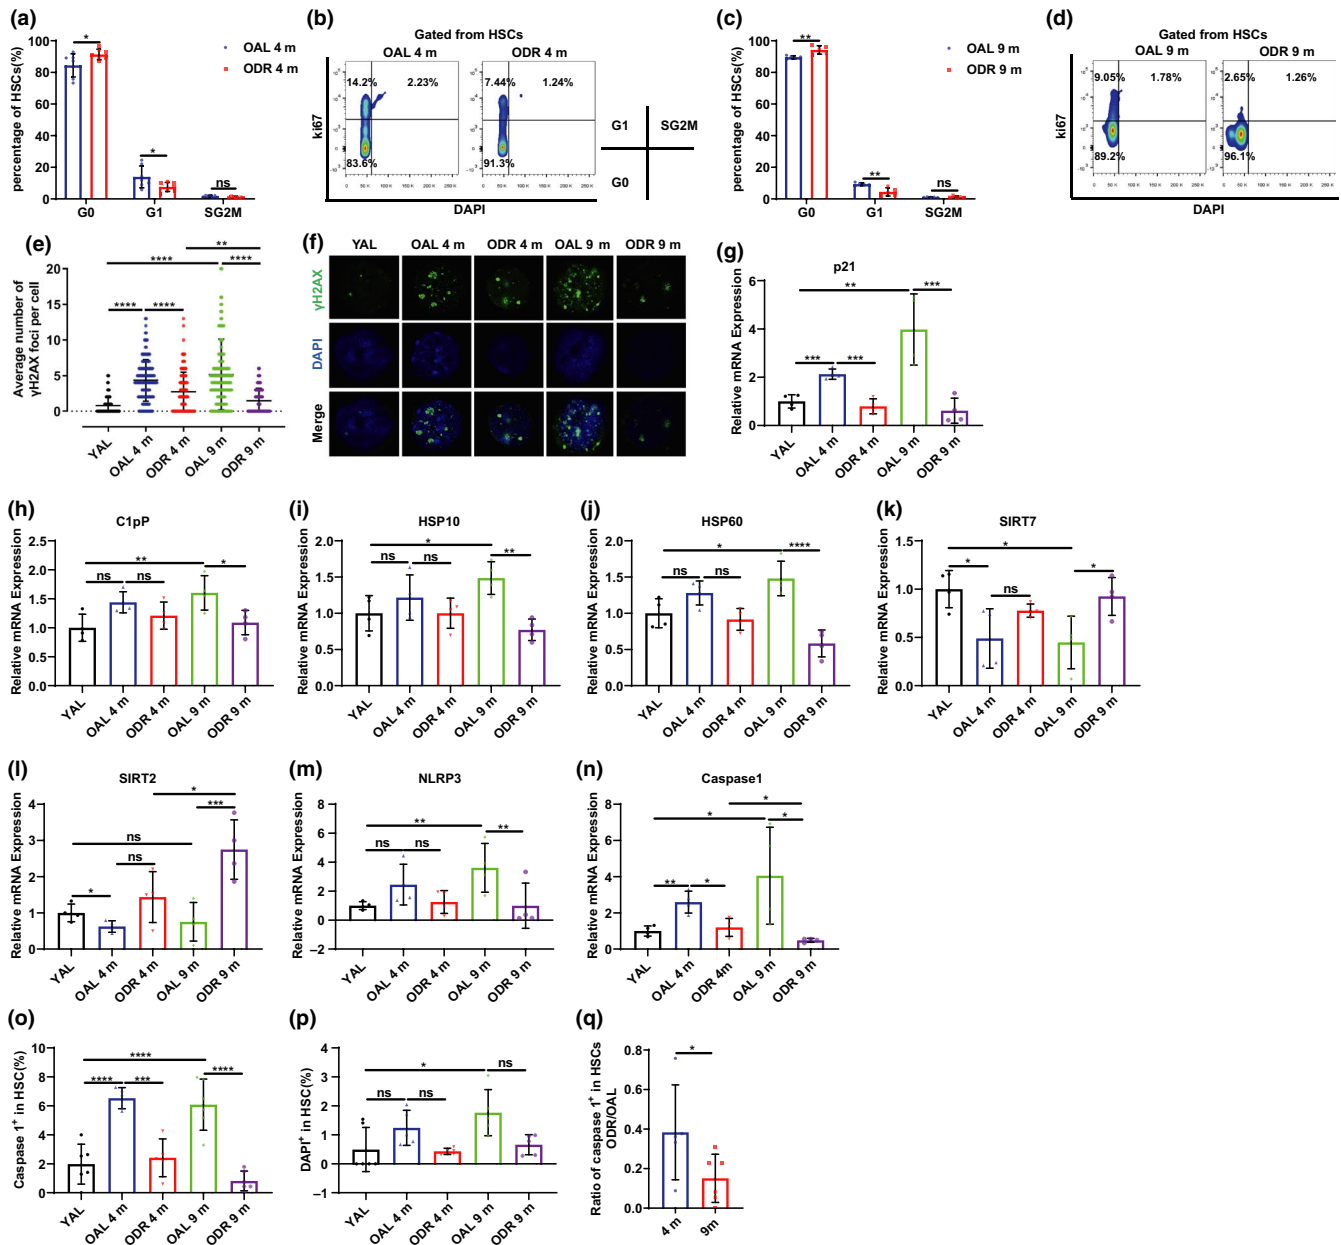 (a)
percentage of HSCs(%)
100
80
60
40
20
0
*
*
ns
G0
G1
SG2M
OAL 4 m
ODR 4 m
(b)
Gated from HSCs
OAL 4 m
ODR 4 m
ki67
14.2%
2.23%
83.6%
7.44%
1.24%
91.3%
DAPI
G1
SG2M
G0
(c)
percentage of HSCs(%)
100
80
60
40
20
0
**
**
ns
G0
G1
SG2M
OAL 9 m
ODR 9 m
(d)
Gated from HSCs
OAL 9 m
ODR 9 m
ki67
9.05%
1.78%
89.2%
2.65%
1.26%
96.1%
DAPI
(e)
Average number of
γH2AX foci per cell
20
15
10
5
0
**
****
****
****
****
YAL
OAL 4 m
ODR 4 m
OAL 9 m
ODR 9 m
(f)
YAL
OAL 4 m
ODR 4 m
OAL 9 m
ODR 9 m
γH2AX
DAPI
Merge
(g)
p21
Relative mRNA Expression
6
4
2
0
**
***
***
***
YAL
OAL 4 m
ODR 4 m
OAL 9 m
ODR 9 m
(h)
C1pP
Relative mRNA Expression
2.5
2.0
1.5
1.0
0.5
0.0
**
*
ns
ns
YAL
OAL 4 m
ODR 4 m
OAL 9 m
ODR 9 m
(i)
HSP10
Relative mRNA Expression
2.0
1.5
1.0
0.5
0.0
*
**
ns
ns
YAL
OAL 4 m
ODR 4 m
OAL 9 m
ODR 9 m
(j)
HSP60
Relative mRNA Expression
2.0
1.5
1.0
0.5
0.0
*
****
ns
ns
YAL
OAL 4 m
ODR 4 m
OAL 9 m
ODR 9 m
(k)
SIRT7
Relative mRNA Expression
1.5
1.0
0.5
0.0
*
*
ns
*
YAL
OAL 4 m
ODR 4 m
OAL 9 m
ODR 9 m
(l)
SIRT2
Relative mRNA Expression
4
3
2
1
0
*
***
ns
ns
*
YAL
OAL 4 m
ODR 4 m
OAL 9 m
ODR 9 m
(m)
NLRP3
Relative mRNA Expression
8
6
4
2
0
−2
**
**
ns
ns
YAL
OAL 4 m
ODR 4 m
OAL 9 m
ODR 9 m
(n)
Caspase1
Relative mRNA Expression
8
6
4
2
0
*
*
*
**
*
YAL
OAL 4 m
ODR 4m
OAL 9 m
ODR 9 m
(o)
Caspase 1+ in HSC(%)
10
8
6
4
2
0
****
****
***
****
YAL
OAL 4 m
ODR 4 m
OAL 9 m
ODR 9 m
(p)
DAPI+ in HSC(%)
4
3
2
1
0
−1
*
ns
ns
ns
YAL
OAL 4 m
ODR 4 m
OAL 9 m
ODR 9 m
(q)
Ratio of caspase 1+ in HSCs
ODR/OAL
0.8
0.6
0.4
0.2
0.0
*
4 m
9m